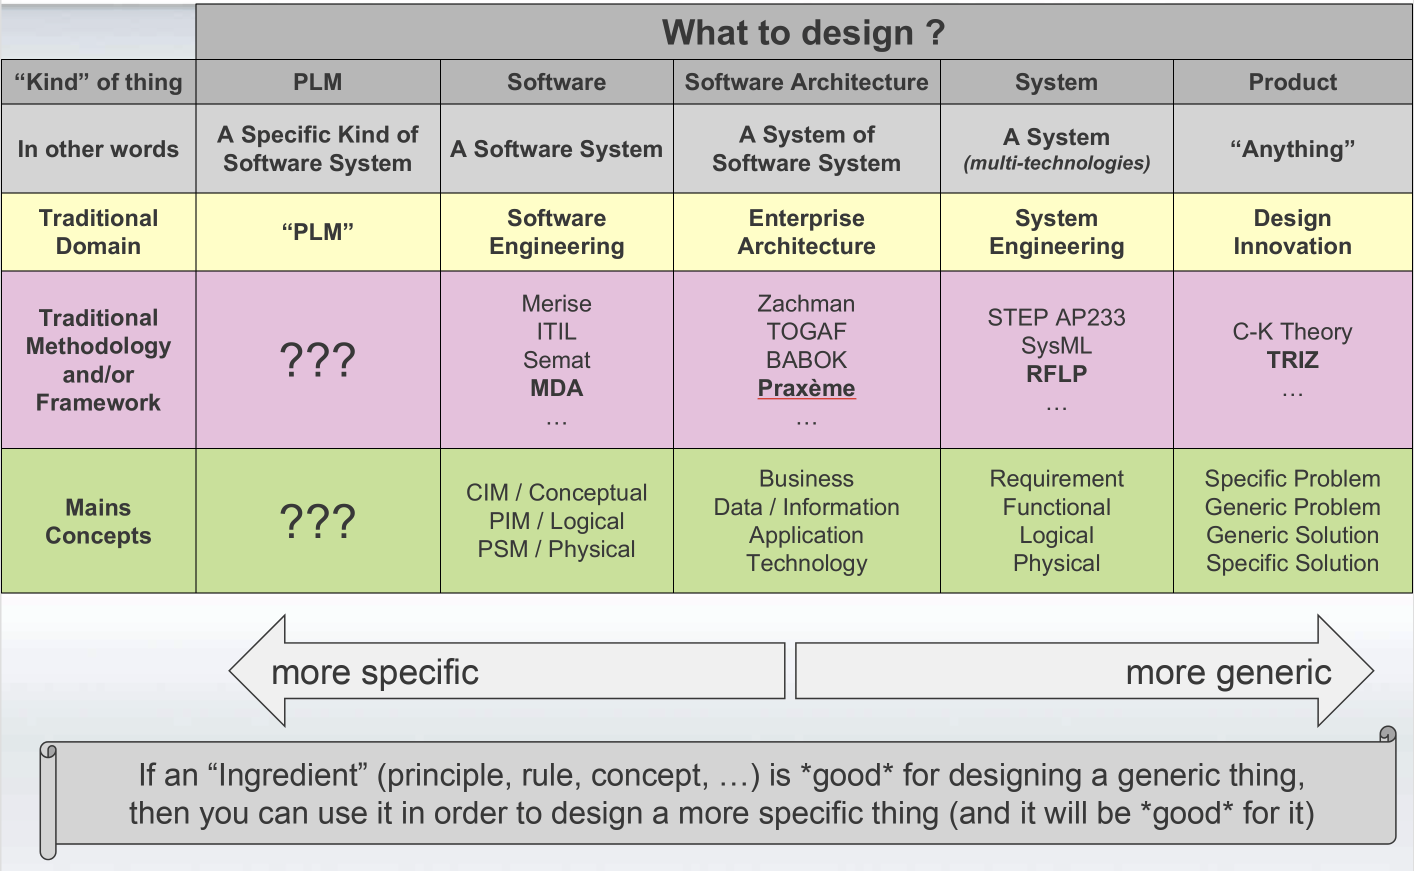 What to design ?
“Kind” of thing
PLM
Software
Software Architecture
System
Product
In other words
A Specific Kind of
Software System
A Software System
A System of
Software System
A System
(multi-technologies)
“Anything”
Traditional
Domain
“PLM”
Software
Engineering
Enterprise
Architecture
System
Engineering
Design
Innovation
Traditional
Methodology
and/or
Framework
???
Merise
ITIL
Semat
MDA
…
Zachman
TOGAF
BABOK
Praxème
…
STEP AP233
SysML
RFLP
…
C-K Theory
TRIZ
…
Mains
Concepts
???
CIM / Conceptual
PIM / Logical
PSM / Physical
Business
Data / Information
Application
Technology
Requirement
Functional
Logical
Physical
Specific Problem
Generic Problem
Generic Solution
Specific Solution
more specific
more generic
If an “Ingredient” (principle, rule, concept, …) is *good* for designing a generic thing,
then you can use it in order to design a more specific thing (and it will be *good* for it)